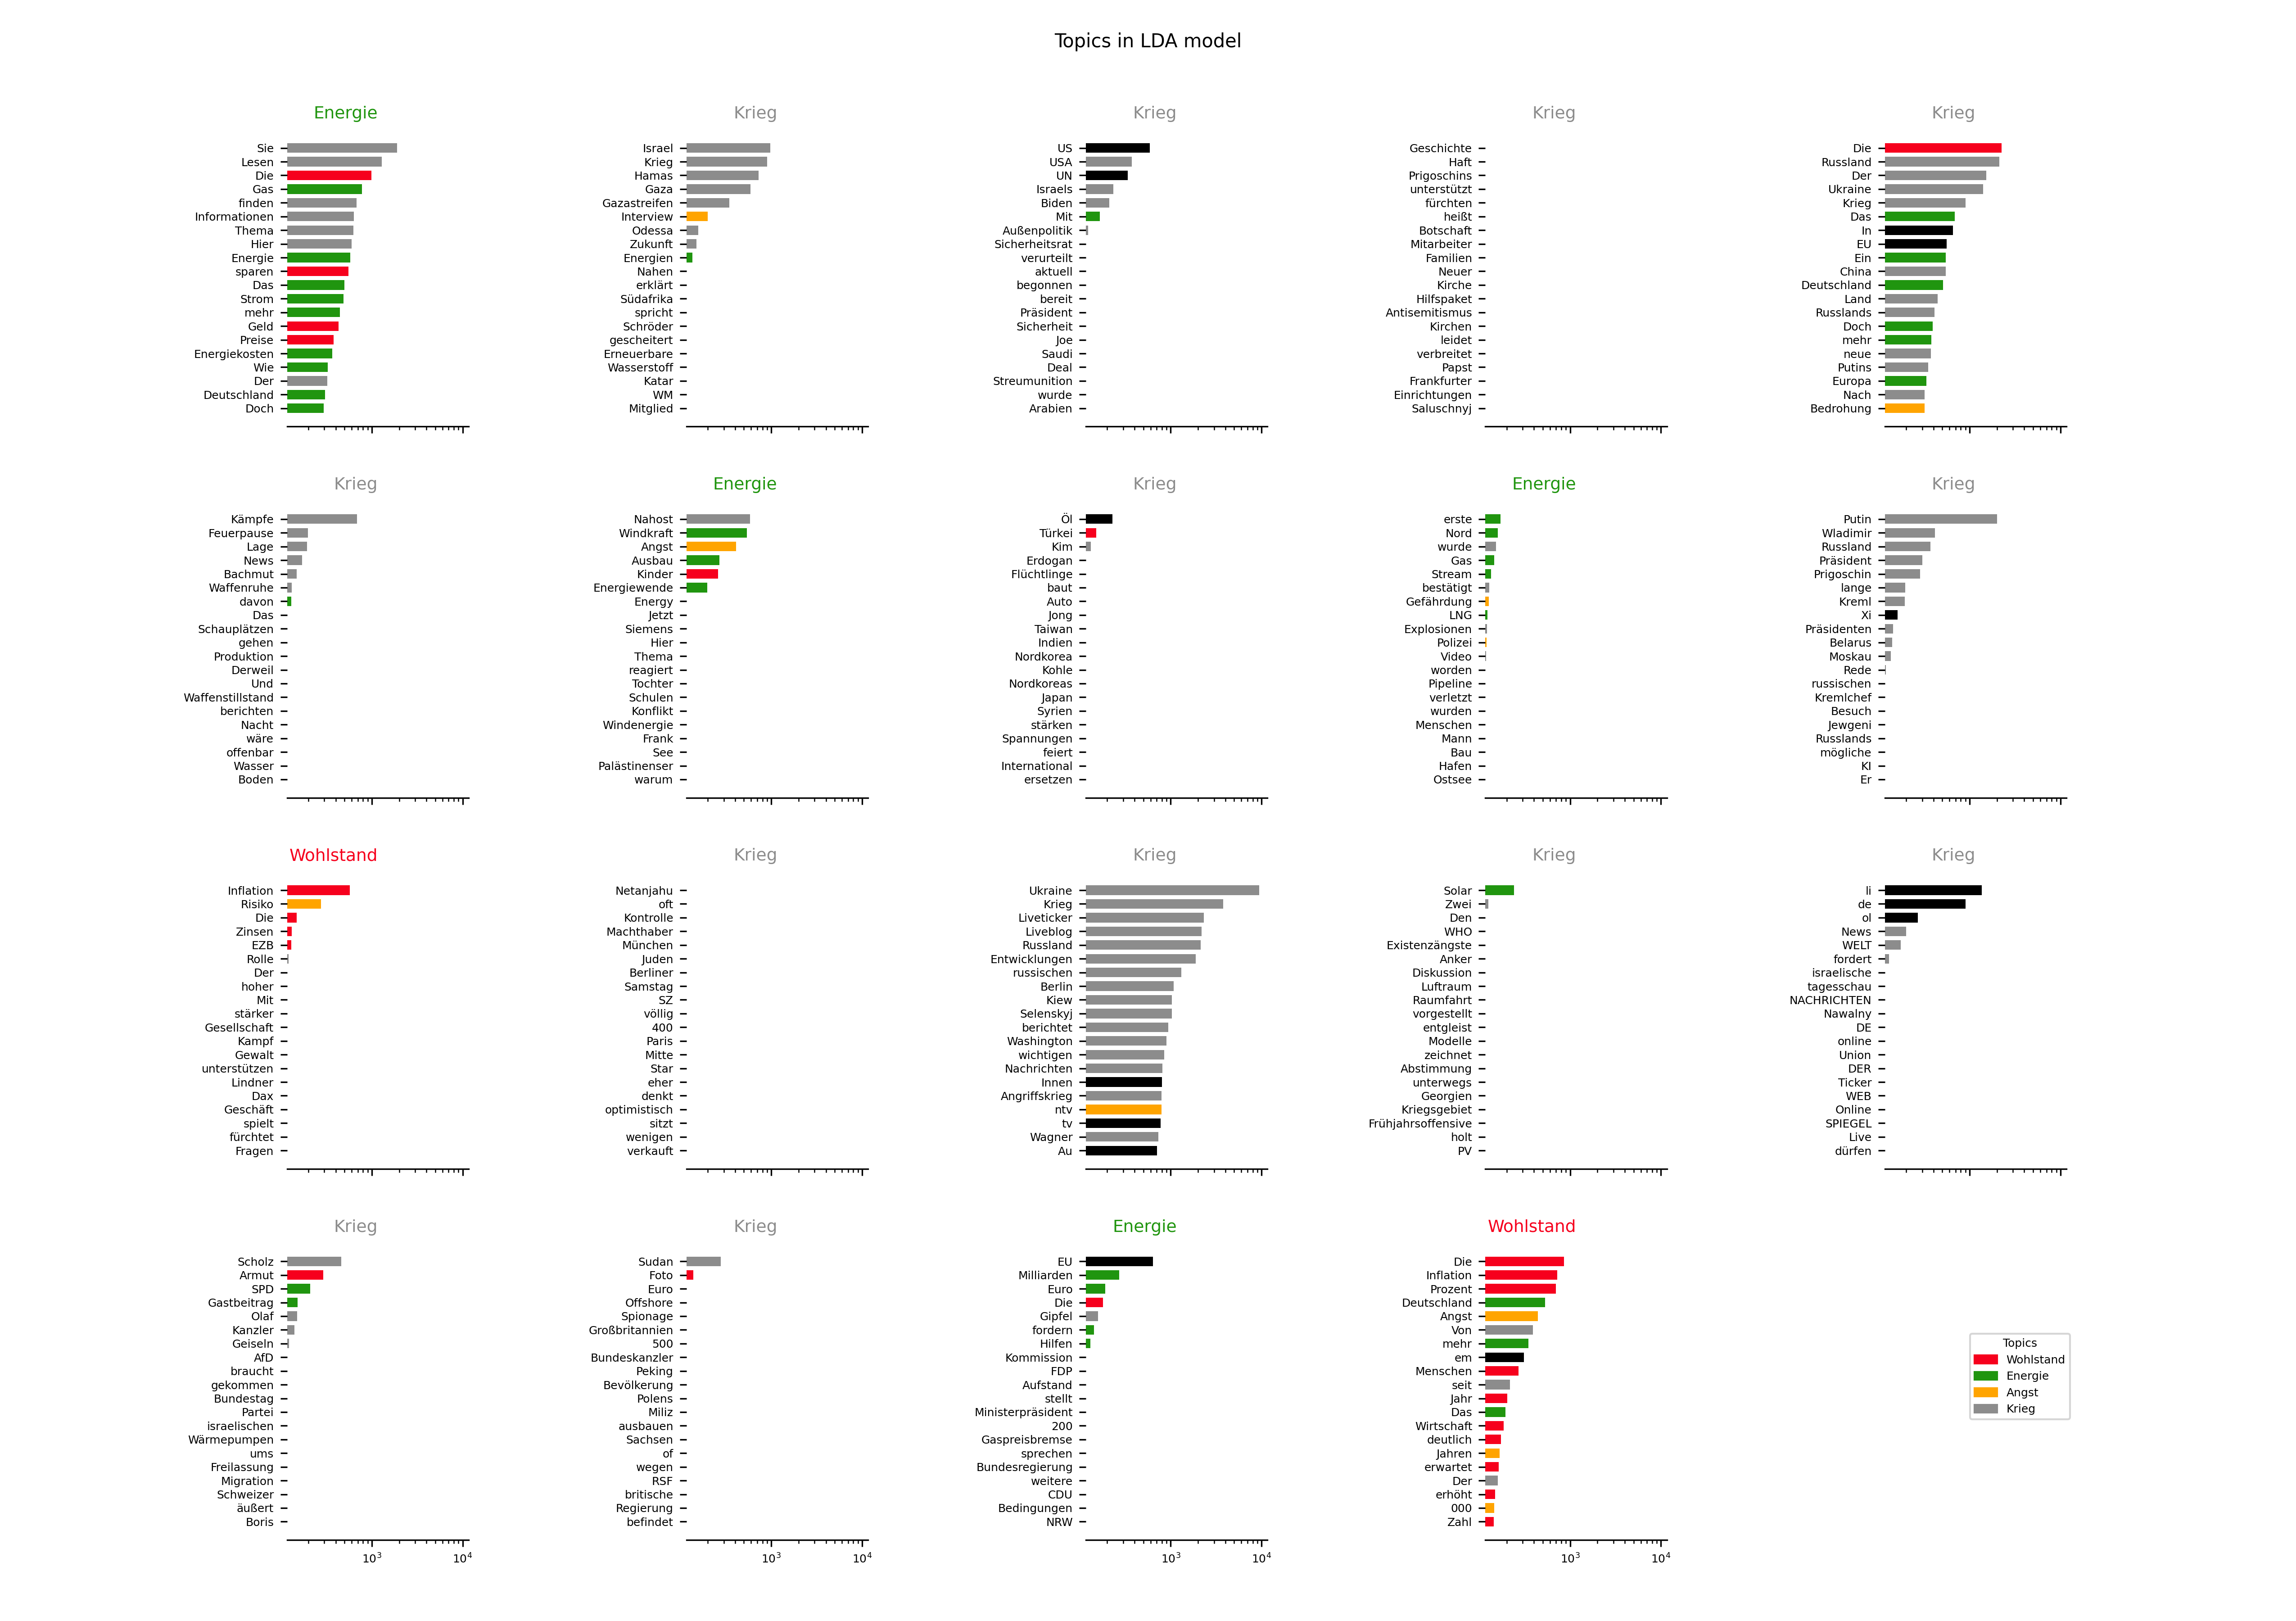 Topics in LDA model
Energie
Sie
Lesen
Die
Gas
finden
Informationen
Thema
Hier
Energie
sparen
Das
Strom
mehr
Geld
Preise
Energiekosten
Wie
Der
Deutschland
Doch
Krieg
Israel
Krieg
Hamas
Gaza
Gazastreifen
Interview
Odessa
Zukunft
Energien
Nahen
erklärt
Südafrika
spricht
Schröder
gescheitert
Erneuerbare
Wasserstoff
Katar
WM
Mitglied
Krieg
US
USA
UN
Israels
Biden
Mit
Außenpolitik
Sicherheitsrat
verurteilt
aktuell
begonnen
bereit
Präsident
Sicherheit
Joe
Saudi
Deal
Streumunition
wurde
Arabien
Krieg
Geschichte
Haft
Prigoschins
unterstützt
fürchten
heißt
Botschaft
Mitarbeiter
Familien
Neuer
Kirche
Hilfspaket
Antisemitismus
Kirchen
leidet
verbreitet
Papst
Frankfurter
Einrichtungen
Saluschnyj
Krieg
Die
Russland
Der
Ukraine
Krieg
Das
In
EU
Ein
China
Deutschland
Land
Russlands
Doch
mehr
neue
Putins
Europa
Nach
Bedrohung
Krieg
Kämpfe
Feuerpause
Lage
News
Bachmut
Waffenruhe
davon
Das
Schauplätzen
gehen
Produktion
Derweil
Und
Waffenstillstand
berichten
Nacht
wäre
offenbar
Wasser
Boden
Energie
Nahost
Windkraft
Angst
Ausbau
Kinder
Energiewende
Energy
Jetzt
Siemens
Hier
Thema
reagiert
Tochter
Schulen
Konflikt
Windenergie
Frank
See
Palästinenser
warum
Krieg
Öl
Türkei
Kim
Erdogan
Flüchtlinge
baut
Auto
Jong
Taiwan
Indien
Nordkorea
Kohle
Nordkoreas
Japan
Syrien
stärken
Spannungen
feiert
International
ersetzen
Energie
erste
Nord
wurde
Gas
Stream
bestätigt
Gefährdung
LNG
Explosionen
Polizei
Video
worden
Pipeline
verletzt
wurden
Menschen
Mann
Bau
Hafen
Ostsee
Krieg
Putin
Wladimir
Russland
Präsident
Prigoschin
lange
Kreml
Xi
Präsidenten
Belarus
Moskau
Rede
russischen
Kremlchef
Besuch
Jewgeni
Russlands
mögliche
KI
Er
Wohlstand
Inflation
Risiko
Die
Zinsen
EZB
Rolle
Der
hoher
Mit
stärker
Gesellschaft
Kampf
Gewalt
unterstützen
Lindner
Dax
Geschäft
spielt
fürchtet
Fragen
Krieg
Netanjahu
oft
Kontrolle
Machthaber
München
Juden
Berliner
Samstag
SZ
völlig
400
Paris
Mitte
Star
eher
denkt
optimistisch
sitzt
wenigen
verkauft
Krieg
Ukraine
Krieg
Liveticker
Liveblog
Russland
Entwicklungen
russischen
Berlin
Kiew
Selenskyj
berichtet
Washington
wichtigen
Nachrichten
Innen
Angriffskrieg
ntv
tv
Wagner
Au
Krieg
Solar
Zwei
Den
WHO
Existenzängste
Anker
Diskussion
Luftraum
Raumfahrt
vorgestellt
entgleist
Modelle
zeichnet
Abstimmung
unterwegs
Georgien
Kriegsgebiet
Frühjahrsoffensive
holt
PV
Krieg
li
de
ol
News
WELT
fordert
israelische
tagesschau
NACHRICHTEN
Nawalny
DE
online
Union
DER
Ticker
WEB
Online
SPIEGEL
Live
dürfen
Krieg
Scholz
Armut
SPD
Gastbeitrag
Olaf
Kanzler
Geiseln
AfD
braucht
gekommen
Bundestag
Partei
israelischen
Wärmepumpen
ums
Freilassung
Migration
Schweizer
äußert
Boris
10³ 10⁴
Krieg
Sudan
Foto
Euro
Offshore
Spionage
Großbritannien
500
Bundeskanzler
Peking
Bevölkerung
Polens
Miliz
ausbauen
Sachsen
of
wegen
RSF
britische
Regierung
befindet
10³ 10⁴
Energie
EU
Milliarden
Euro
Die
Gipfel
fordern
Hilfen
Kommission
FDP
Aufstand
stellt
Ministerpräsident
200
Gaspreisbremse
sprechen
Bundesregierung
weitere
CDU
Bedingungen
NRW
10³ 10⁴
Wohlstand
Die
Inflation
Prozent
Deutschland
Angst
Von
mehr
em
Menschen
seit
Jahr
Das
Wirtschaft
deutlich
Jahren
erwartet
Der
erhöht
000
Zahl
10³ 10⁴
Topics
Wohlstand
Energie
Angst
Krieg